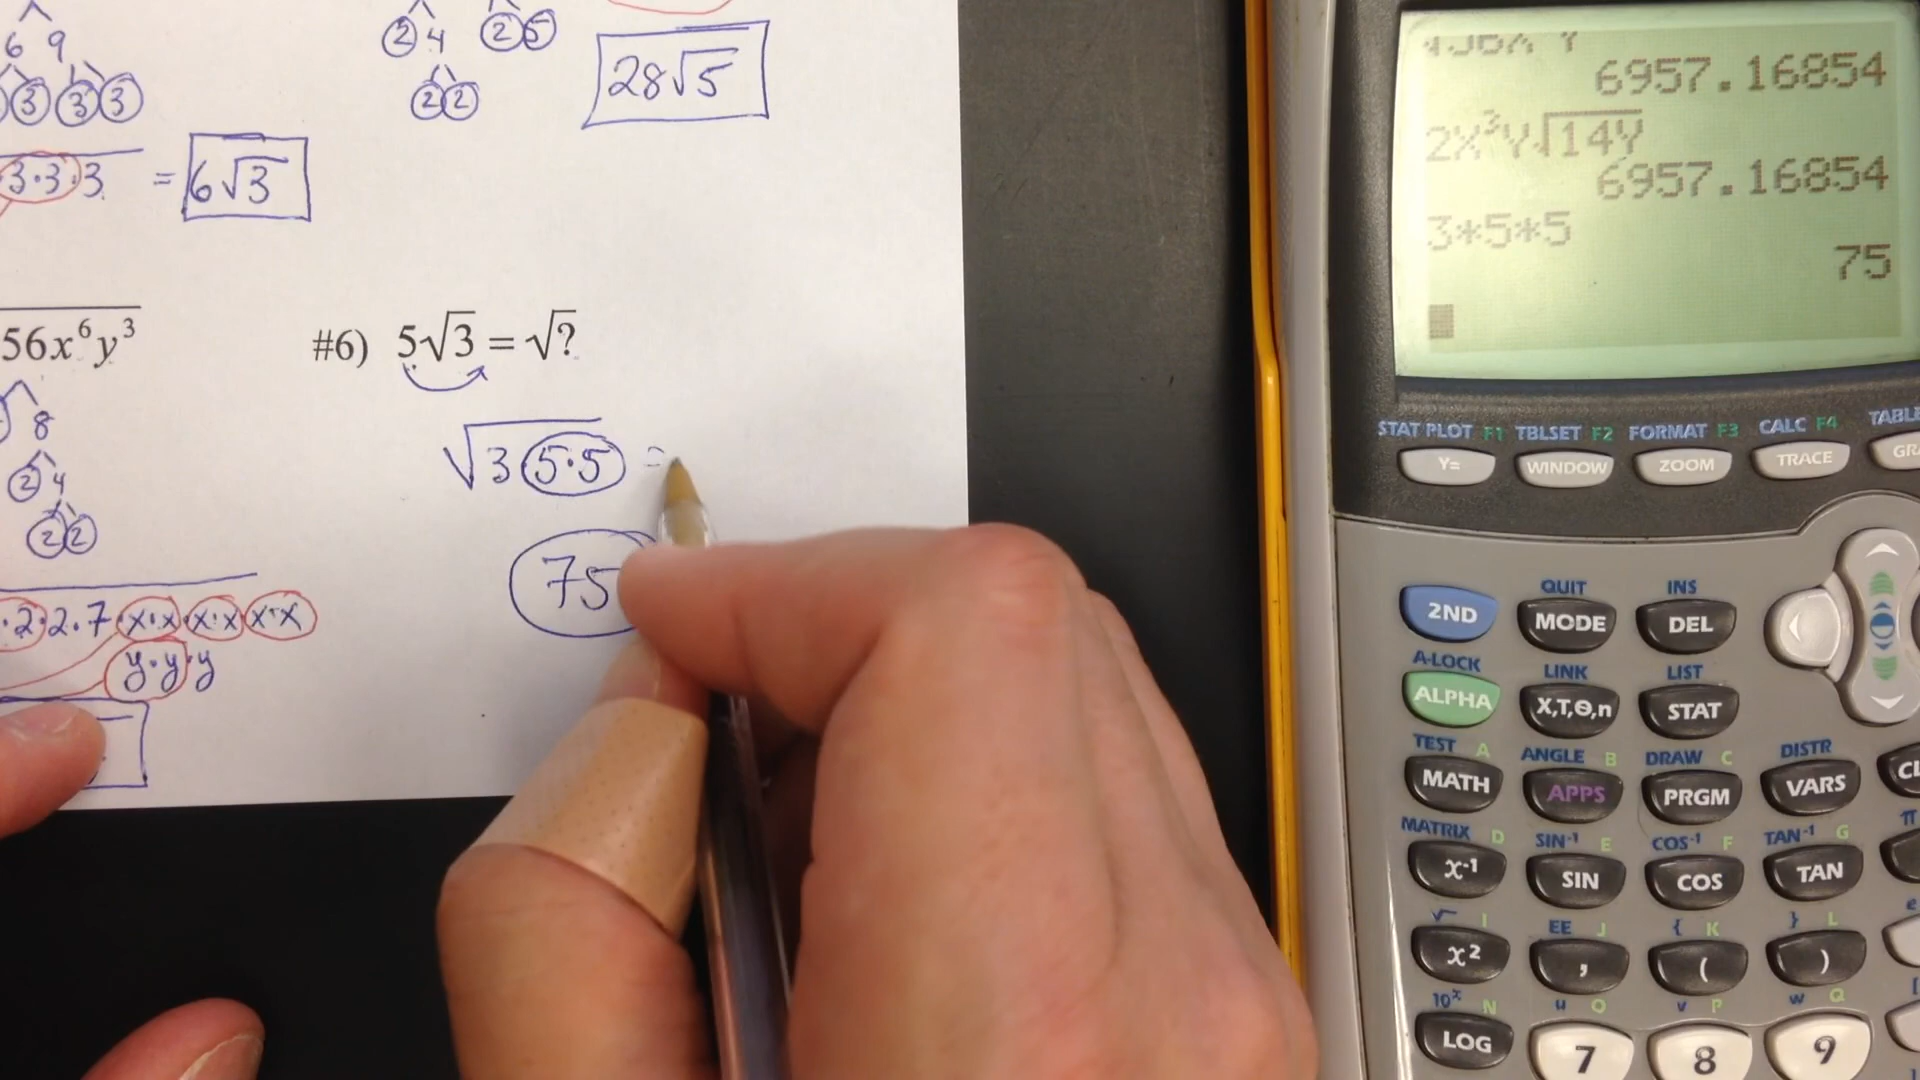 6 9
3 3 3
3·3·3 = 6√3
2 4 2 5
2 2
28√5
56x⁶y³
8
2 4
2 2
·2·2·7·x·x·x·x·x·x
y·y·y
#6) 5√3 = √?
√3 5·5 =
75
6957.16854
2X³Y√14Y
6957.16854
3*5*5
75
STAT PLOT F1 TBLSET F2 FORMAT F3 CALC F4
Y= WINDOW ZOOM TRACE
QUIT INS
2ND MODE DEL
A-LOCK LINK LIST
ALPHA X,T,Θ,n STAT
TEST A ANGLE B DRAW C DISTR
MATH APPS PRGM VARS
MATRIX D SIN⁻¹ E COS⁻¹ F TAN⁻¹ G π
x⁻¹ SIN COS TAN
√ I EE J { K } L e
x² , ( )
10ˣ N u O v P w Q [
LOG 7 8 9